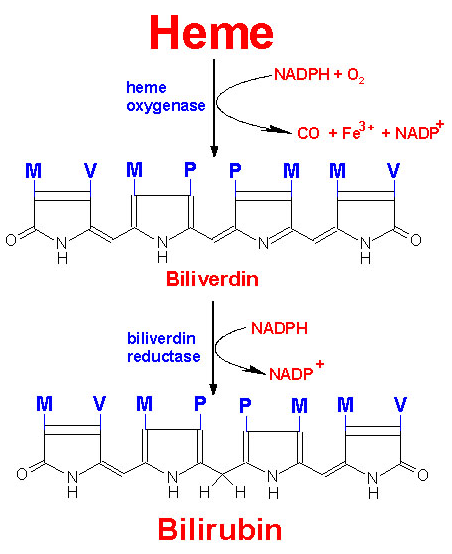 Heme
heme
oxygenase
NADPH + O2
CO + Fe3+ + NADP+
M V M P P M M V
O N H N H N N H O
Biliverdin
biliverdin
reductase
NADPH
NADP+
M V M P P M M V
O N H N H H H N H N H O
Bilirubin